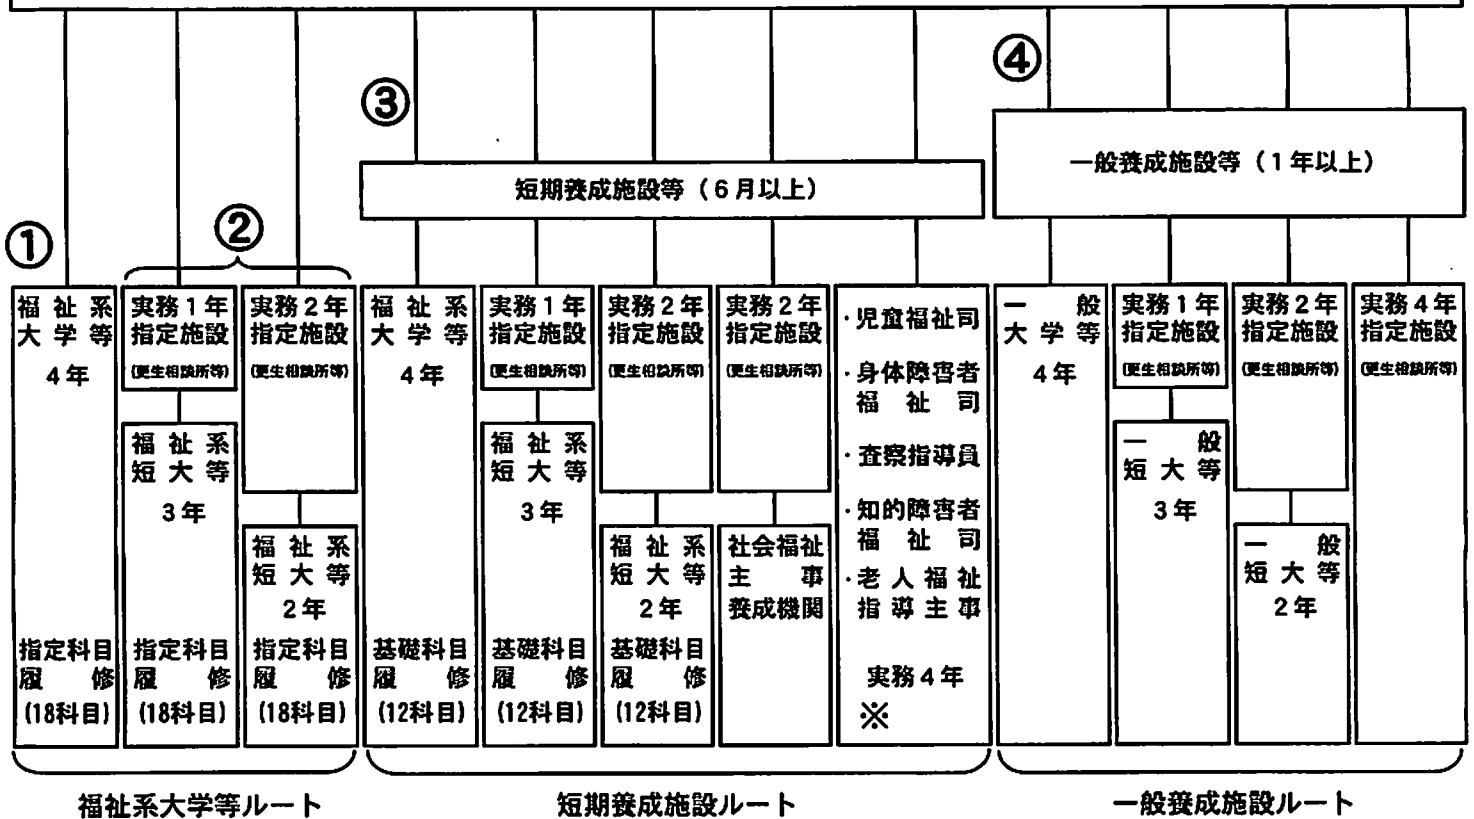 ④
③
一般養成施設等（１年以上）
短期養成施設等（６月以上）
①
②
福祉系
大学等
４年
指定科目
履修
(18科目)
実務１年
指定施設
(更生相談所等)
福祉系
短大等
３年
指定科目
履修
(18科目)
実務２年
指定施設
(更生相談所等)
福祉系
短大等
２年
指定科目
履修
(18科目)
福祉系
大学等
４年
基礎科目
履修
(12科目)
実務１年
指定施設
(更生相談所等)
福祉系
短大等
３年
基礎科目
履修
(12科目)
実務２年
指定施設
(更生相談所等)
福祉系
短大等
２年
基礎科目
履修
(12科目)
実務２年
指定施設
(更生相談所等)
社会福祉
主事
養成機関
・児童福祉司
・身体障害者
福祉司
・査察指導員
・知的障害者
福祉司
・老人福祉
指導主事
実務４年
※
一般
大学等
４年
実務１年
指定施設
(更生相談所等)
一般
短大等
３年
実務２年
指定施設
(更生相談所等)
一般
短大等
２年
実務４年
指定施設
(更生相談所等)
福祉系大学等ルート
短期養成施設ルート
一般養成施設ルート